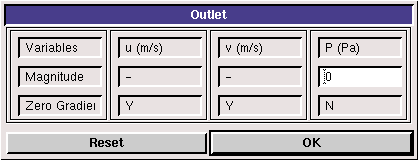 Outlet
Variables u (m/s) v (m/s) P (Pa)
Magnitude - - 0
Zero Gradier Y Y N
Reset OK